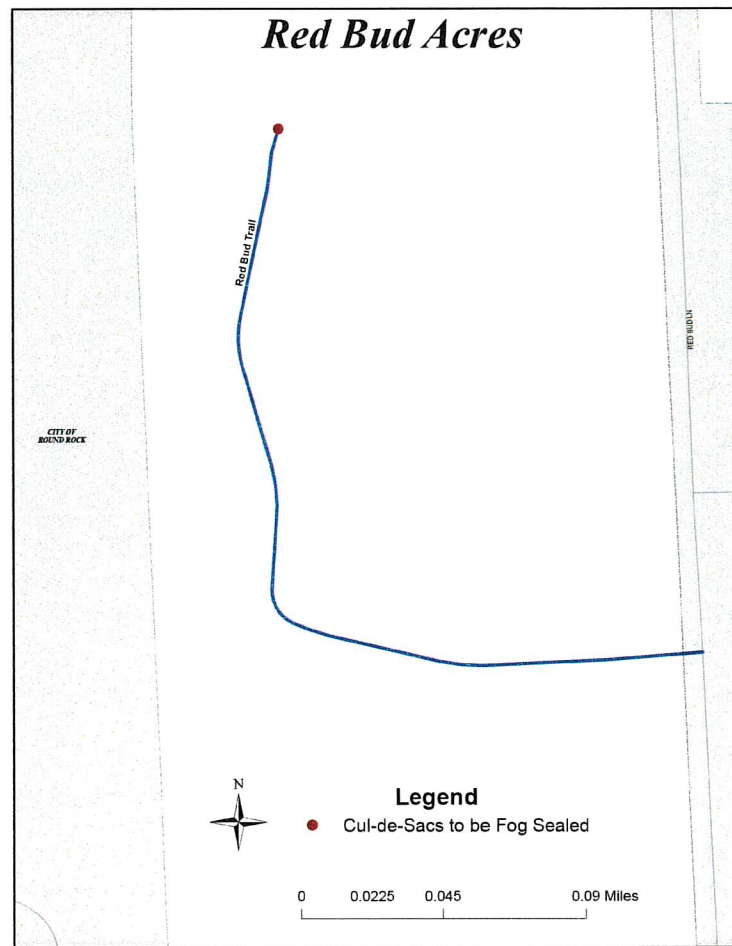 Red Bud Acres
Red Bud Trail
RED BUD LN
CITY OF
ROUND ROCK
N
Legend
Cul-de-Sacs to be Fog Sealed
0 0.0225 0.045 0.09 Miles